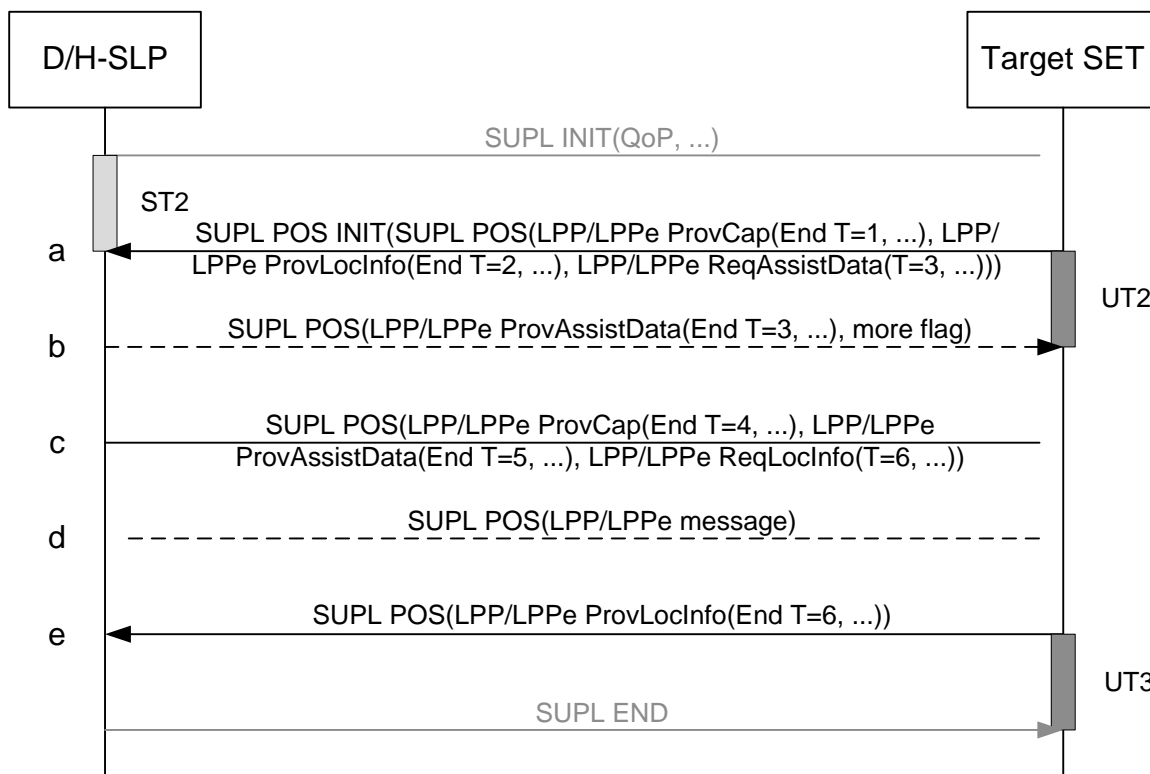 D/H-SLP
Target SET
SUPL INIT(QoP, ...)
ST2
a
SUPL POS INIT(SUPL POS(LPP/LPPe ProvCap(End T=1, ...), LPP/
LPPe ProvLocInfo(End T=2, ...), LPP/LPPe ReqAssistData(T=3, ...)))
UT2
b
SUPL POS(LPP/LPPe ProvAssistData(End T=3, ...), more flag)
c
SUPL POS(LPP/LPPe ProvCap(End T=4, ...), LPP/LPPe
ProvAssistData(End T=5, ...), LPP/LPPe ReqLocInfo(T=6, ...))
d
SUPL POS(LPP/LPPe message)
e
SUPL POS(LPP/LPPe ProvLocInfo(End T=6, ...))
UT3
SUPL END